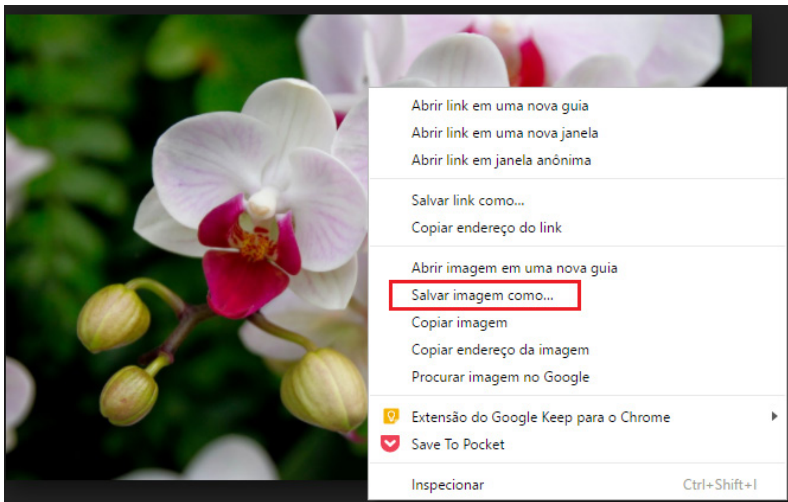 Abrir link em uma nova guia
Abrir link em uma nova janela
Abrir link em janela anônima
Salvar link como...
Copiar endereço do link
Abrir imagem em uma nova guia
Salvar imagem como...
Copiar imagem
Copiar endereço da imagem
Procurar imagem no Google
Extensão do Google Keep para o Chrome
Save To Pocket
Inspecionar Ctrl+Shift+I